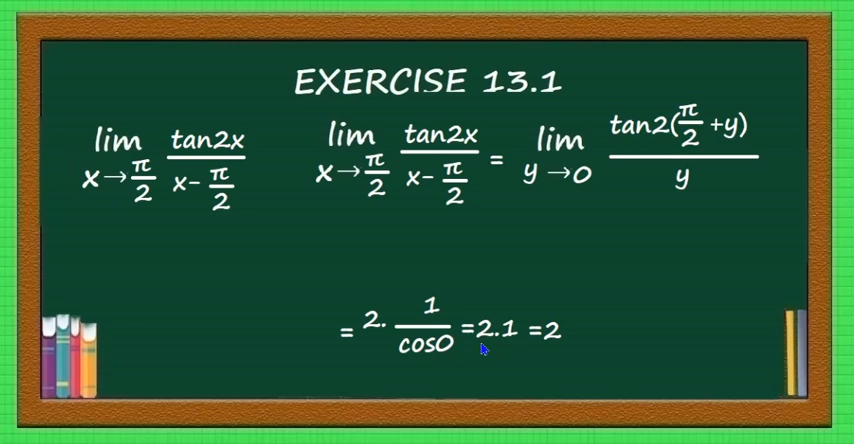 EXERCISE 13.1
lim x→π/2 tan2x / (x- π/2)
lim x→π/2 tan2x / (x- π/2) = lim y→0 tan2(π/2 +y) / y
= 2. 1/cos0 =2.1 =2